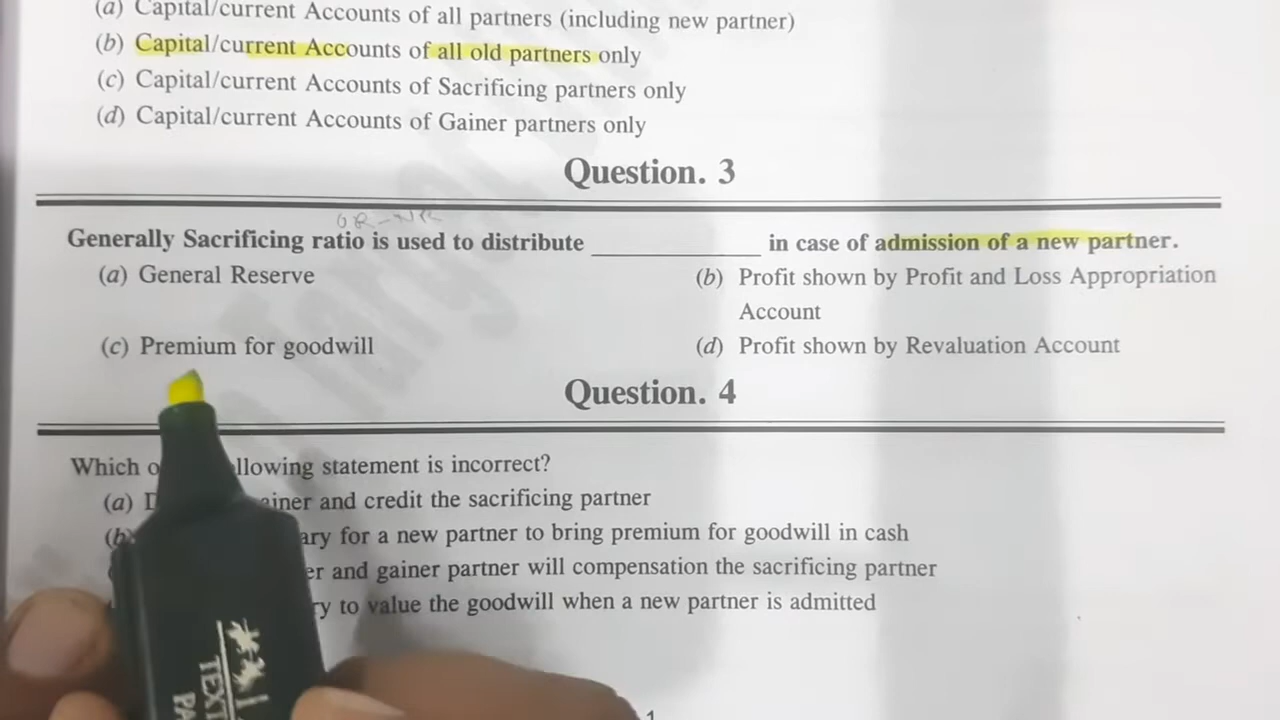 (a) Capital/current Accounts of all partners (including new partner)
(b) Capital/current Accounts of all old partners only
(c) Capital/current Accounts of Sacrificing partners only
(d) Capital/current Accounts of Gainer partners only
Question. 3
OR-NR
Generally Sacrificing ratio is used to distribute ____________ in case of admission of a new partner.
(a) General Reserve (b) Profit shown by Profit and Loss Appropriation
Account
(c) Premium for goodwill (d) Profit shown by Revaluation Account
Question. 4
Which llowing statement is incorrect?
(a) and credit the sacrificing partner
(b) for a new partner to bring premium for goodwill in cash
and gainer partner will compensation the sacrificing partner
to value the goodwill when a new partner is admitted
TEXT
1